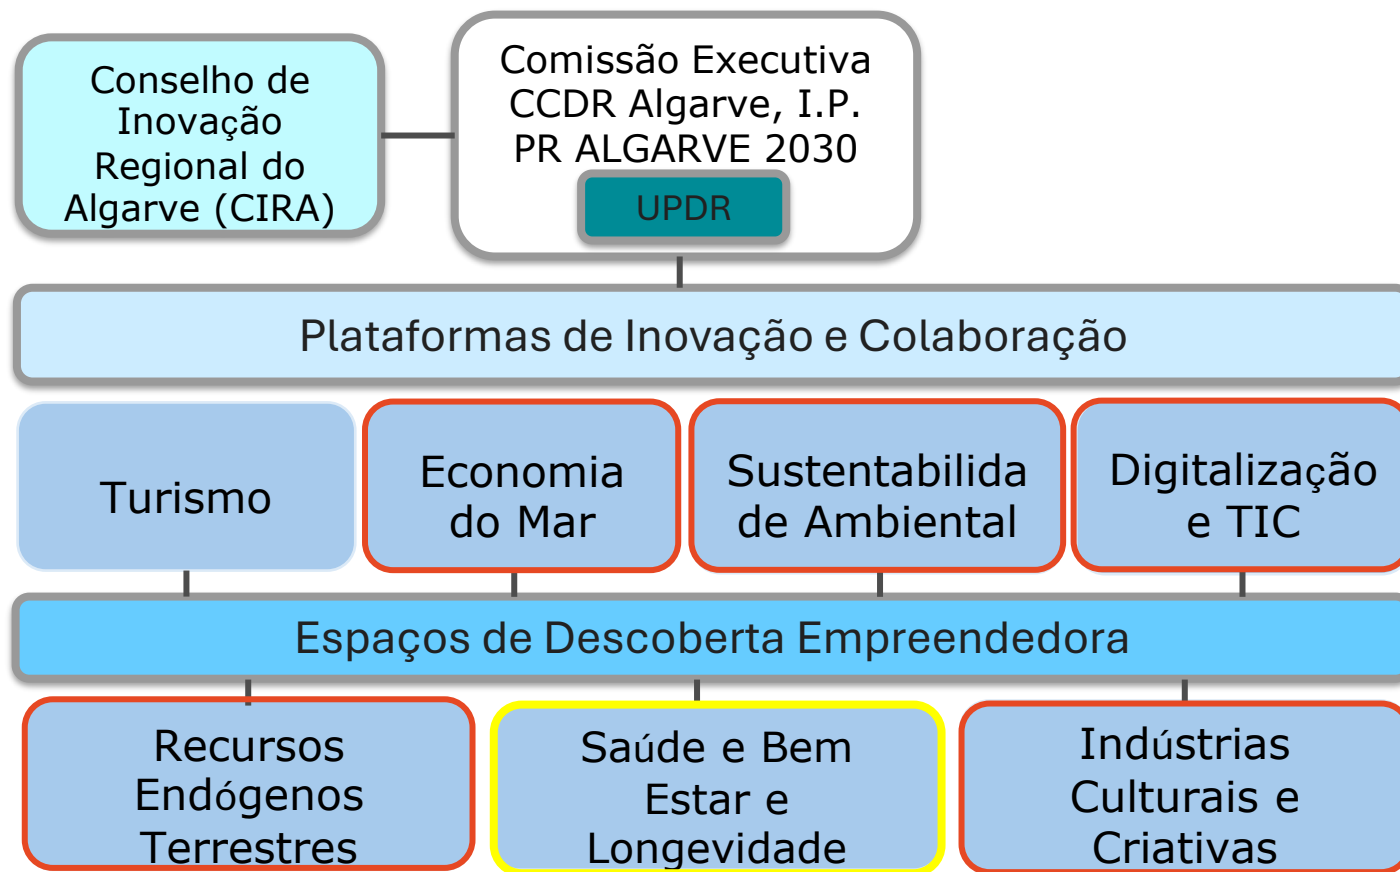 Conselho de
Inovação
Regional do
Algarve (CIRA)
Comissão Executiva
CCDR Algarve, I.P.
PR ALGARVE 2030
UPDR
Plataformas de Inovação e Colaboração
Turismo
Economia
do Mar
Sustentabilida
de Ambiental
Digitalização
e TIC
Espaços de Descoberta Empreendedora
Recursos
Endógenos
Terrestres
Saúde e Bem
Estar e
Longevidade
Indústrias
Culturais e
Criativas